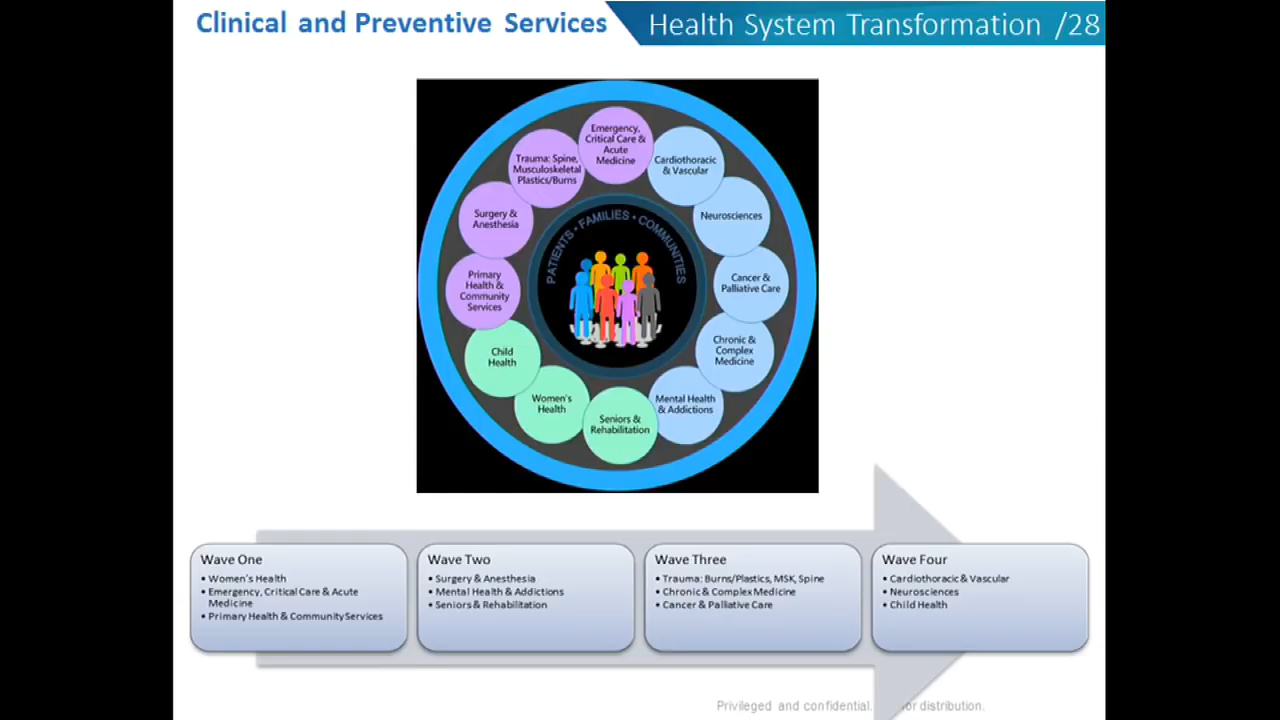 Clinical and Preventive Services
Health System Transformation /28
Emergency,
Critical Care &
Acute
Medicine
Cardiothoracic
& Vascular
Neurosciences
Cancer &
Palliative Care
Chronic &
Complex
Medicine
Mental Health
& Addictions
Seniors &
Rehabilitation
Women's
Health
Child
Health
Primary
Health &
Community
Services
Surgery &
Anesthesia
Trauma: Spine,
Musculoskeletal
Plastics/Burns
PATIENTS • FAMILIES • COMMUNITIES
Wave One
• Women's Health
• Emergency, Critical Care & Acute
Medicine
• Primary Health & Community Services
Wave Two
• Surgery & Anesthesia
• Mental Health & Addictions
• Seniors & Rehabilitation
Wave Three
• Trauma: Burns/Plastics, MSK, Spine
• Chronic & Complex Medicine
• Cancer & Palliative Care
Wave Four
• Cardiothoracic & Vascular
• Neurosciences
• Child Health
Privileged and confidential. or distribution.